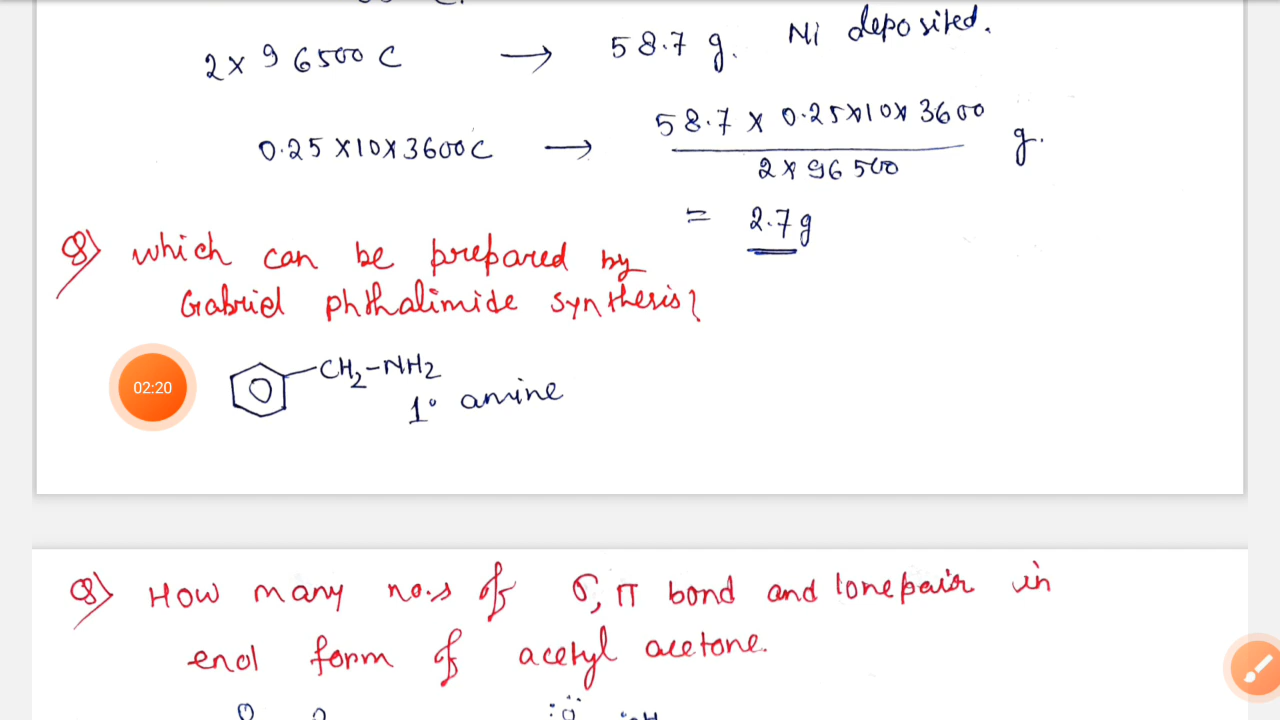 2 x 96500 C → 58.7 g. Ni deposited.
0.25 x 10 x 3600 C → 58.7 x 0.25 x 10 x 3600
2 x 96500
g.
= 2.7 g
Q) which can be prepared by
Gabriel phthalimide synthesis?
02:20
CH2-NH2
1° amine
Q) How many no.s of σ, π bond and lonepair in
enol form of acetyl acetone.